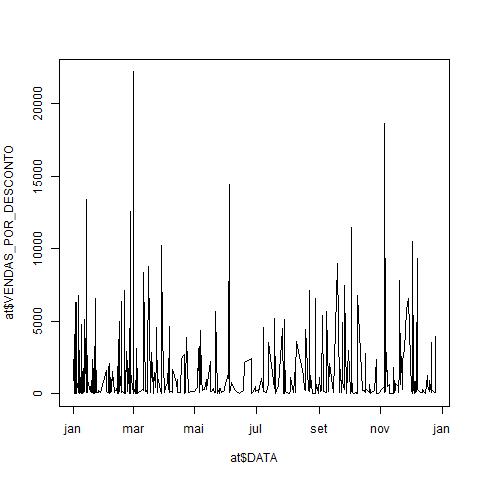 at$VENDAS_POR_DESCONTO
20000
15000
10000
5000
0
jan
mar
mai
jul
set
nov
jan
at$DATA